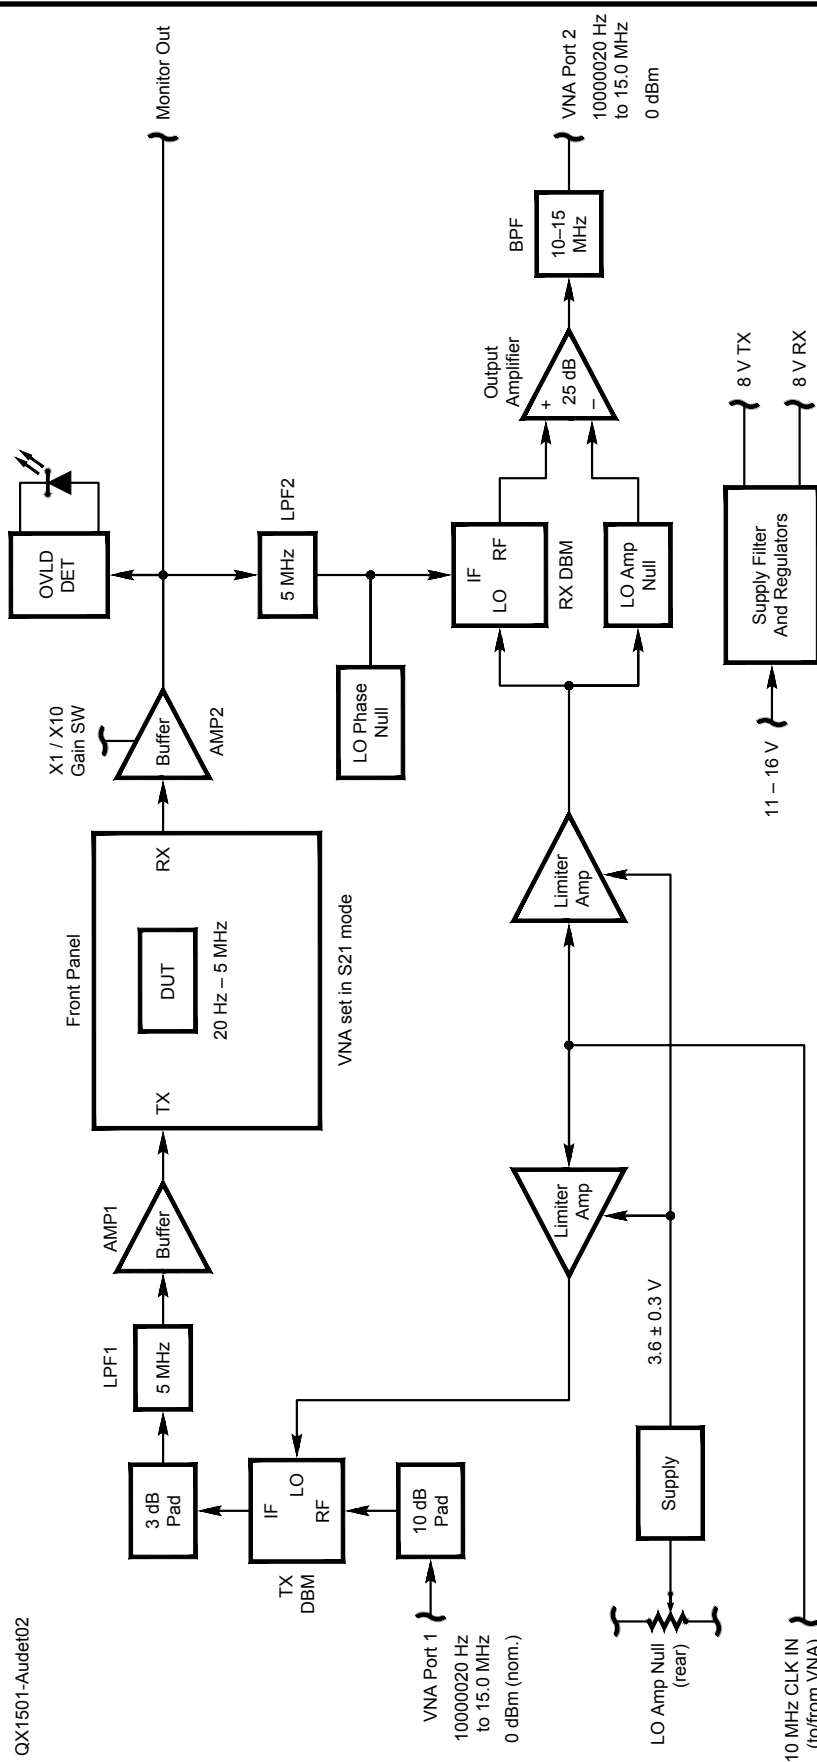 QX1501-Audet02
VNA Port 1
10000020 Hz
to 15.0 MHz
0 dBm (nom.)
10 dB
Pad
TX
DBM
IF
LO
RF
3 dB
Pad
LPF1
5 MHz
AMP1
Buffer
Front Panel
TX
DUT
20 Hz – 5 MHz
RX
VNA set in S21 mode
X1 / X10
Gain SW
Buffer
AMP2
OVLD
DET
Monitor Out
5 MHz
LPF2
LO Phase
Null
IF
LO
RF
RX DBM
LO Amp
Null
Output
Amplifier
+
25 dB
–
BPF
10–15
MHz
VNA Port 2
10000020 Hz
to 15.0 MHz
0 dBm
Limiter
Amp
Limiter
Amp
3.6 ± 0.3 V
Supply
LO Amp Null
(rear)
10 MHz CLK IN
(to/from VNA)
11 – 16 V
Supply Filter
And Regulators
8 V TX
8 V RX